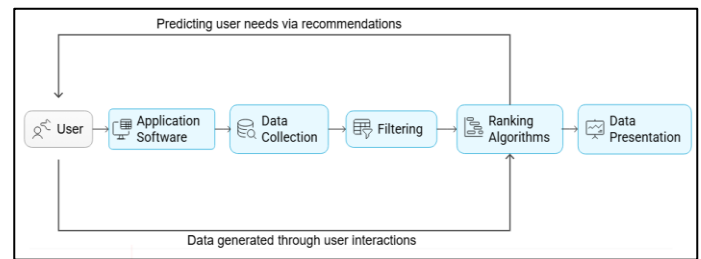 Predicting user needs via recommendations
User
Application
Software
Data
Collection
Filtering
Ranking
Algorithms
Data
Presentation
Data generated through user interactions